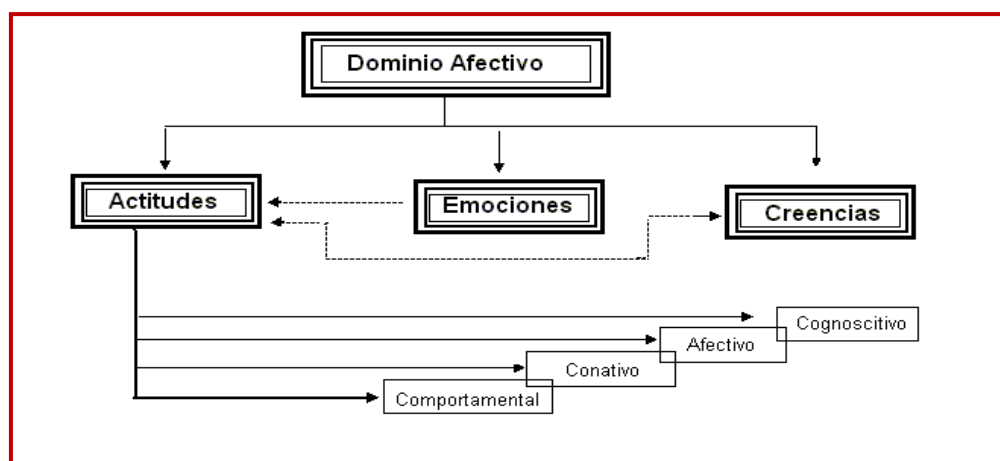 Dominio Afectivo
Actitudes
Emociones
Creencias
Cognoscitivo
Afectivo
Conativo
Comportamental